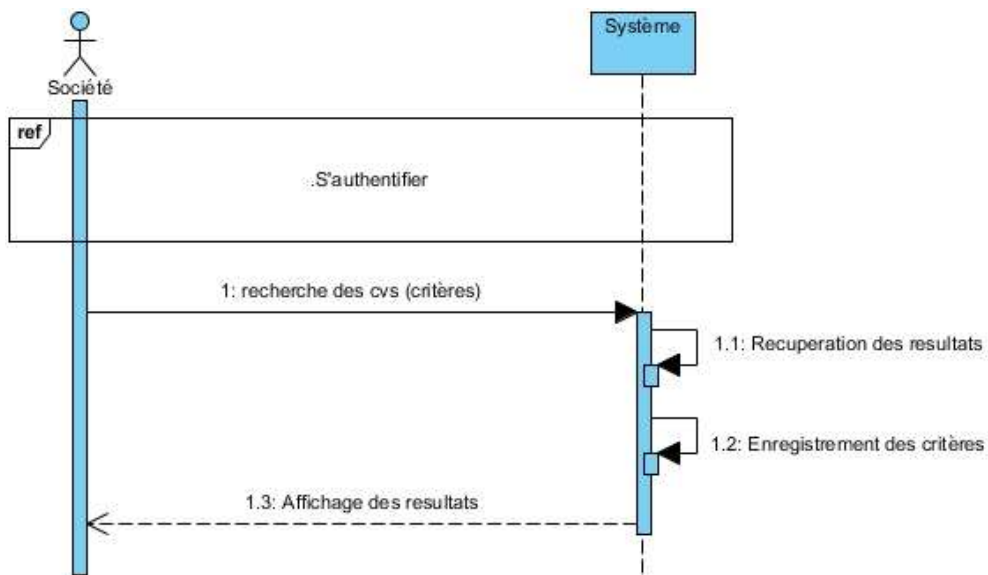 Système
Société
ref
.S'authentifier
1: recherche des cvs (critères)
1.1: Recuperation des resultats
1.2: Enregistrement des critères
1.3: Affichage des resultats